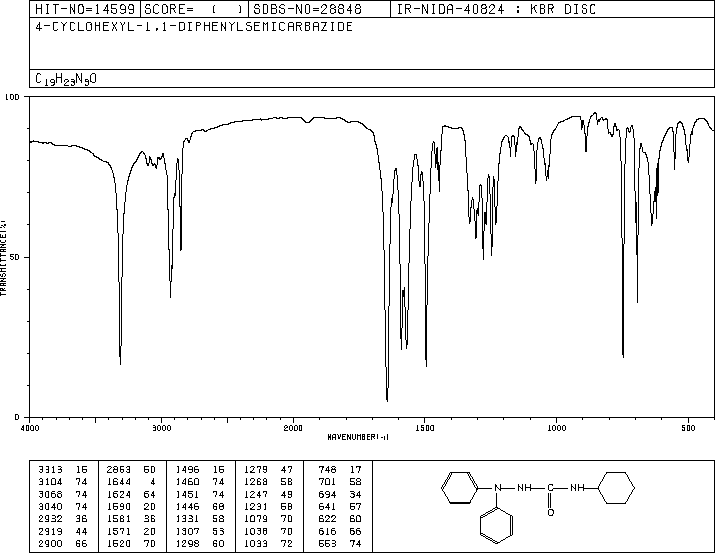 HIT-NO=14599 SCORE= ( ) SDBS-NO=28848 IR-NIDA-40824 : KBR DISC
4-CYCLOHEXYL-1,1-DIPHENYLSEMICARBAZIDE
C19H23N3O
100
TRANSMITTANCE(%)
50
0
4000 3000 2000 1500 1000 500
WAVENUMBER(-1)
3313 16 2853 50 1496 15 1279 47 748 17
3104 74 1644 4 1460 74 1268 58 701 58
3068 74 1624 64 1451 74 1247 49 694 34
3040 74 1590 20 1446 68 1231 58 641 57
2932 36 1581 36 1331 58 1079 70 622 60
2919 44 1571 20 1307 53 1038 70 616 66
2900 66 1520 70 1298 60 1033 72 553 74
N NH C NH
O